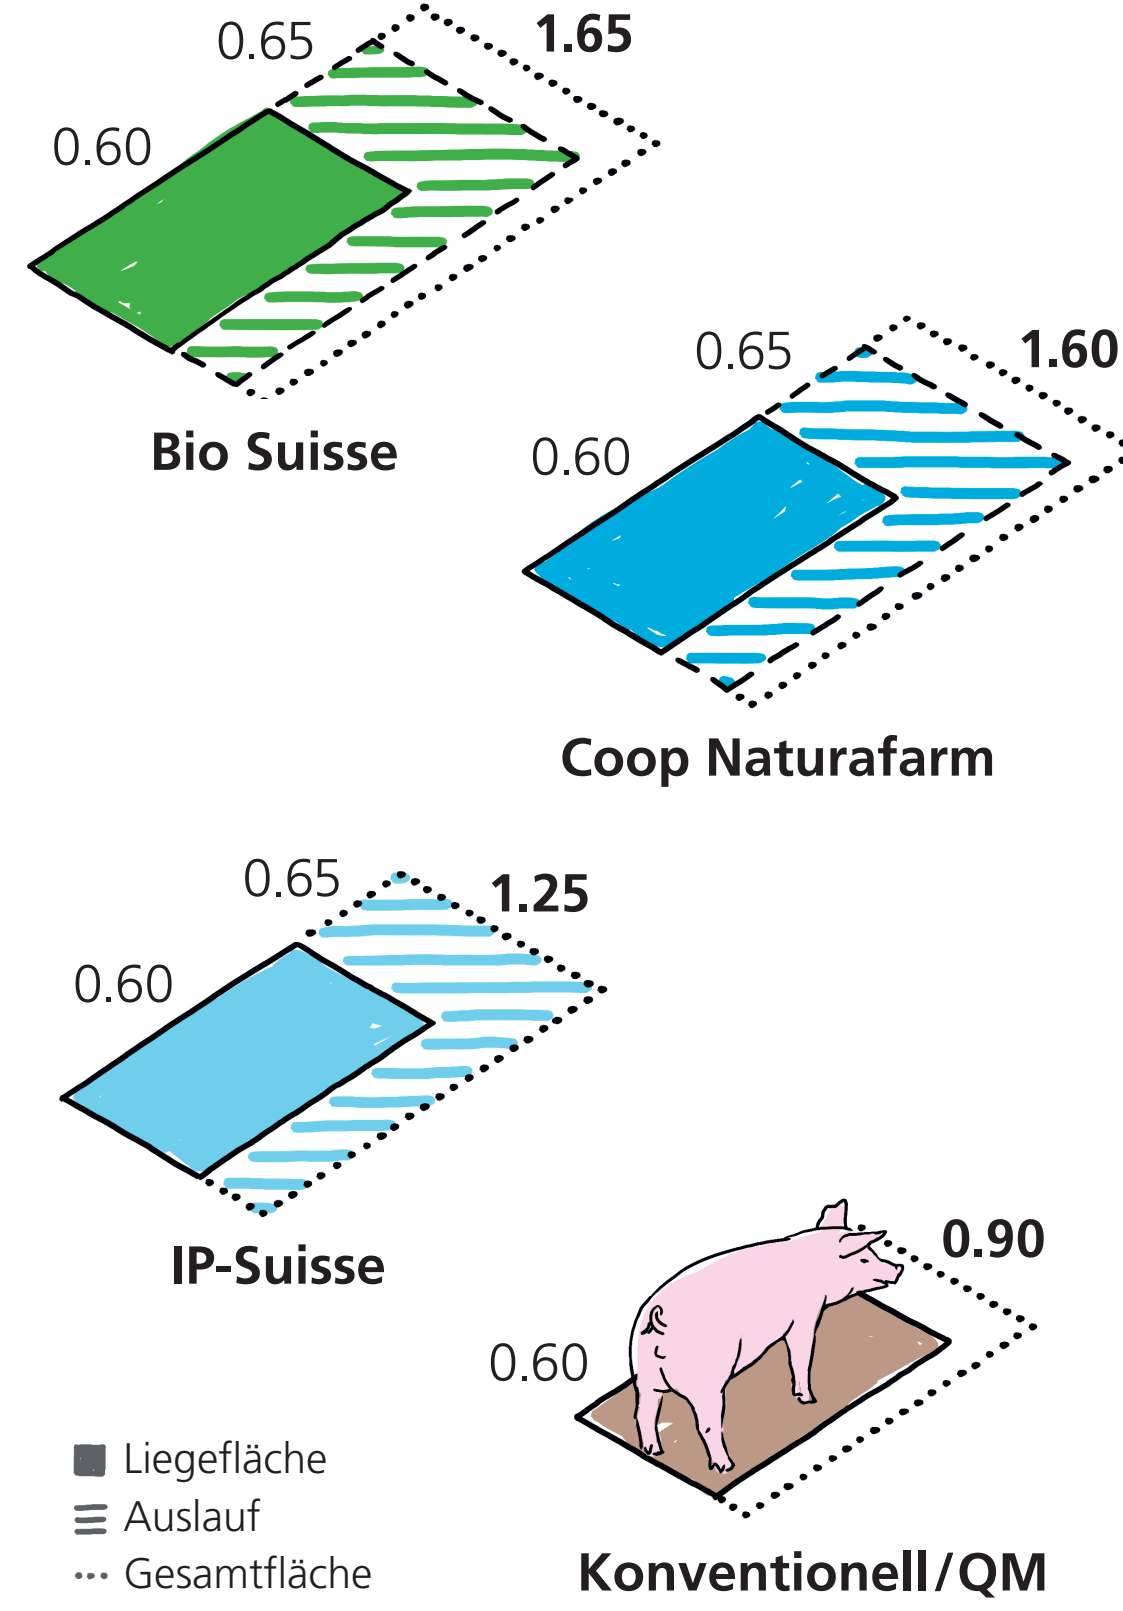 0.65
1.65
0.60
Bio Suisse
0.65
1.60
0.60
Coop Naturafarm
0.65
1.25
0.60
IP-Suisse
0.90
0.60
Konventionell/QM
Liegefläche
Auslauf
Gesamtfläche